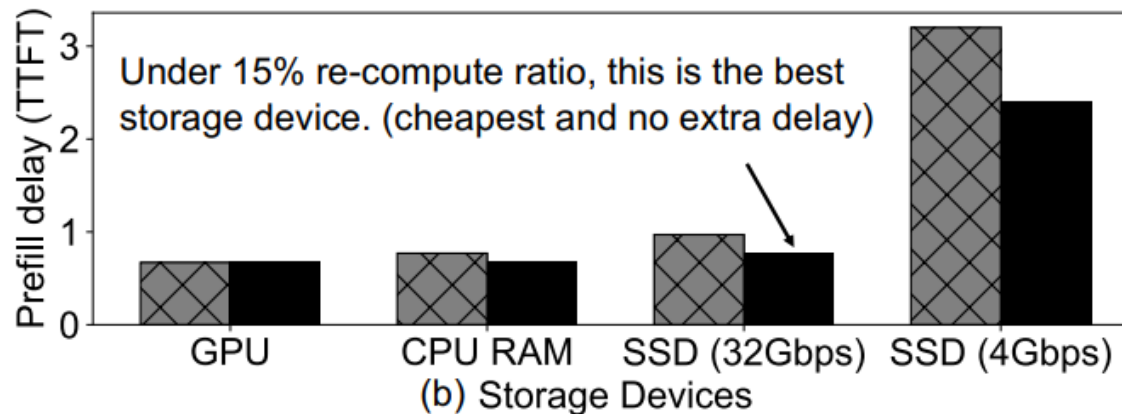 Prefill delay (TTFT)
3
2
1
0
Under 15% re-compute ratio, this is the best
storage device. (cheapest and no extra delay)
GPU
CPU RAM
SSD (32Gbps)
SSD (4Gbps)
(b) Storage Devices